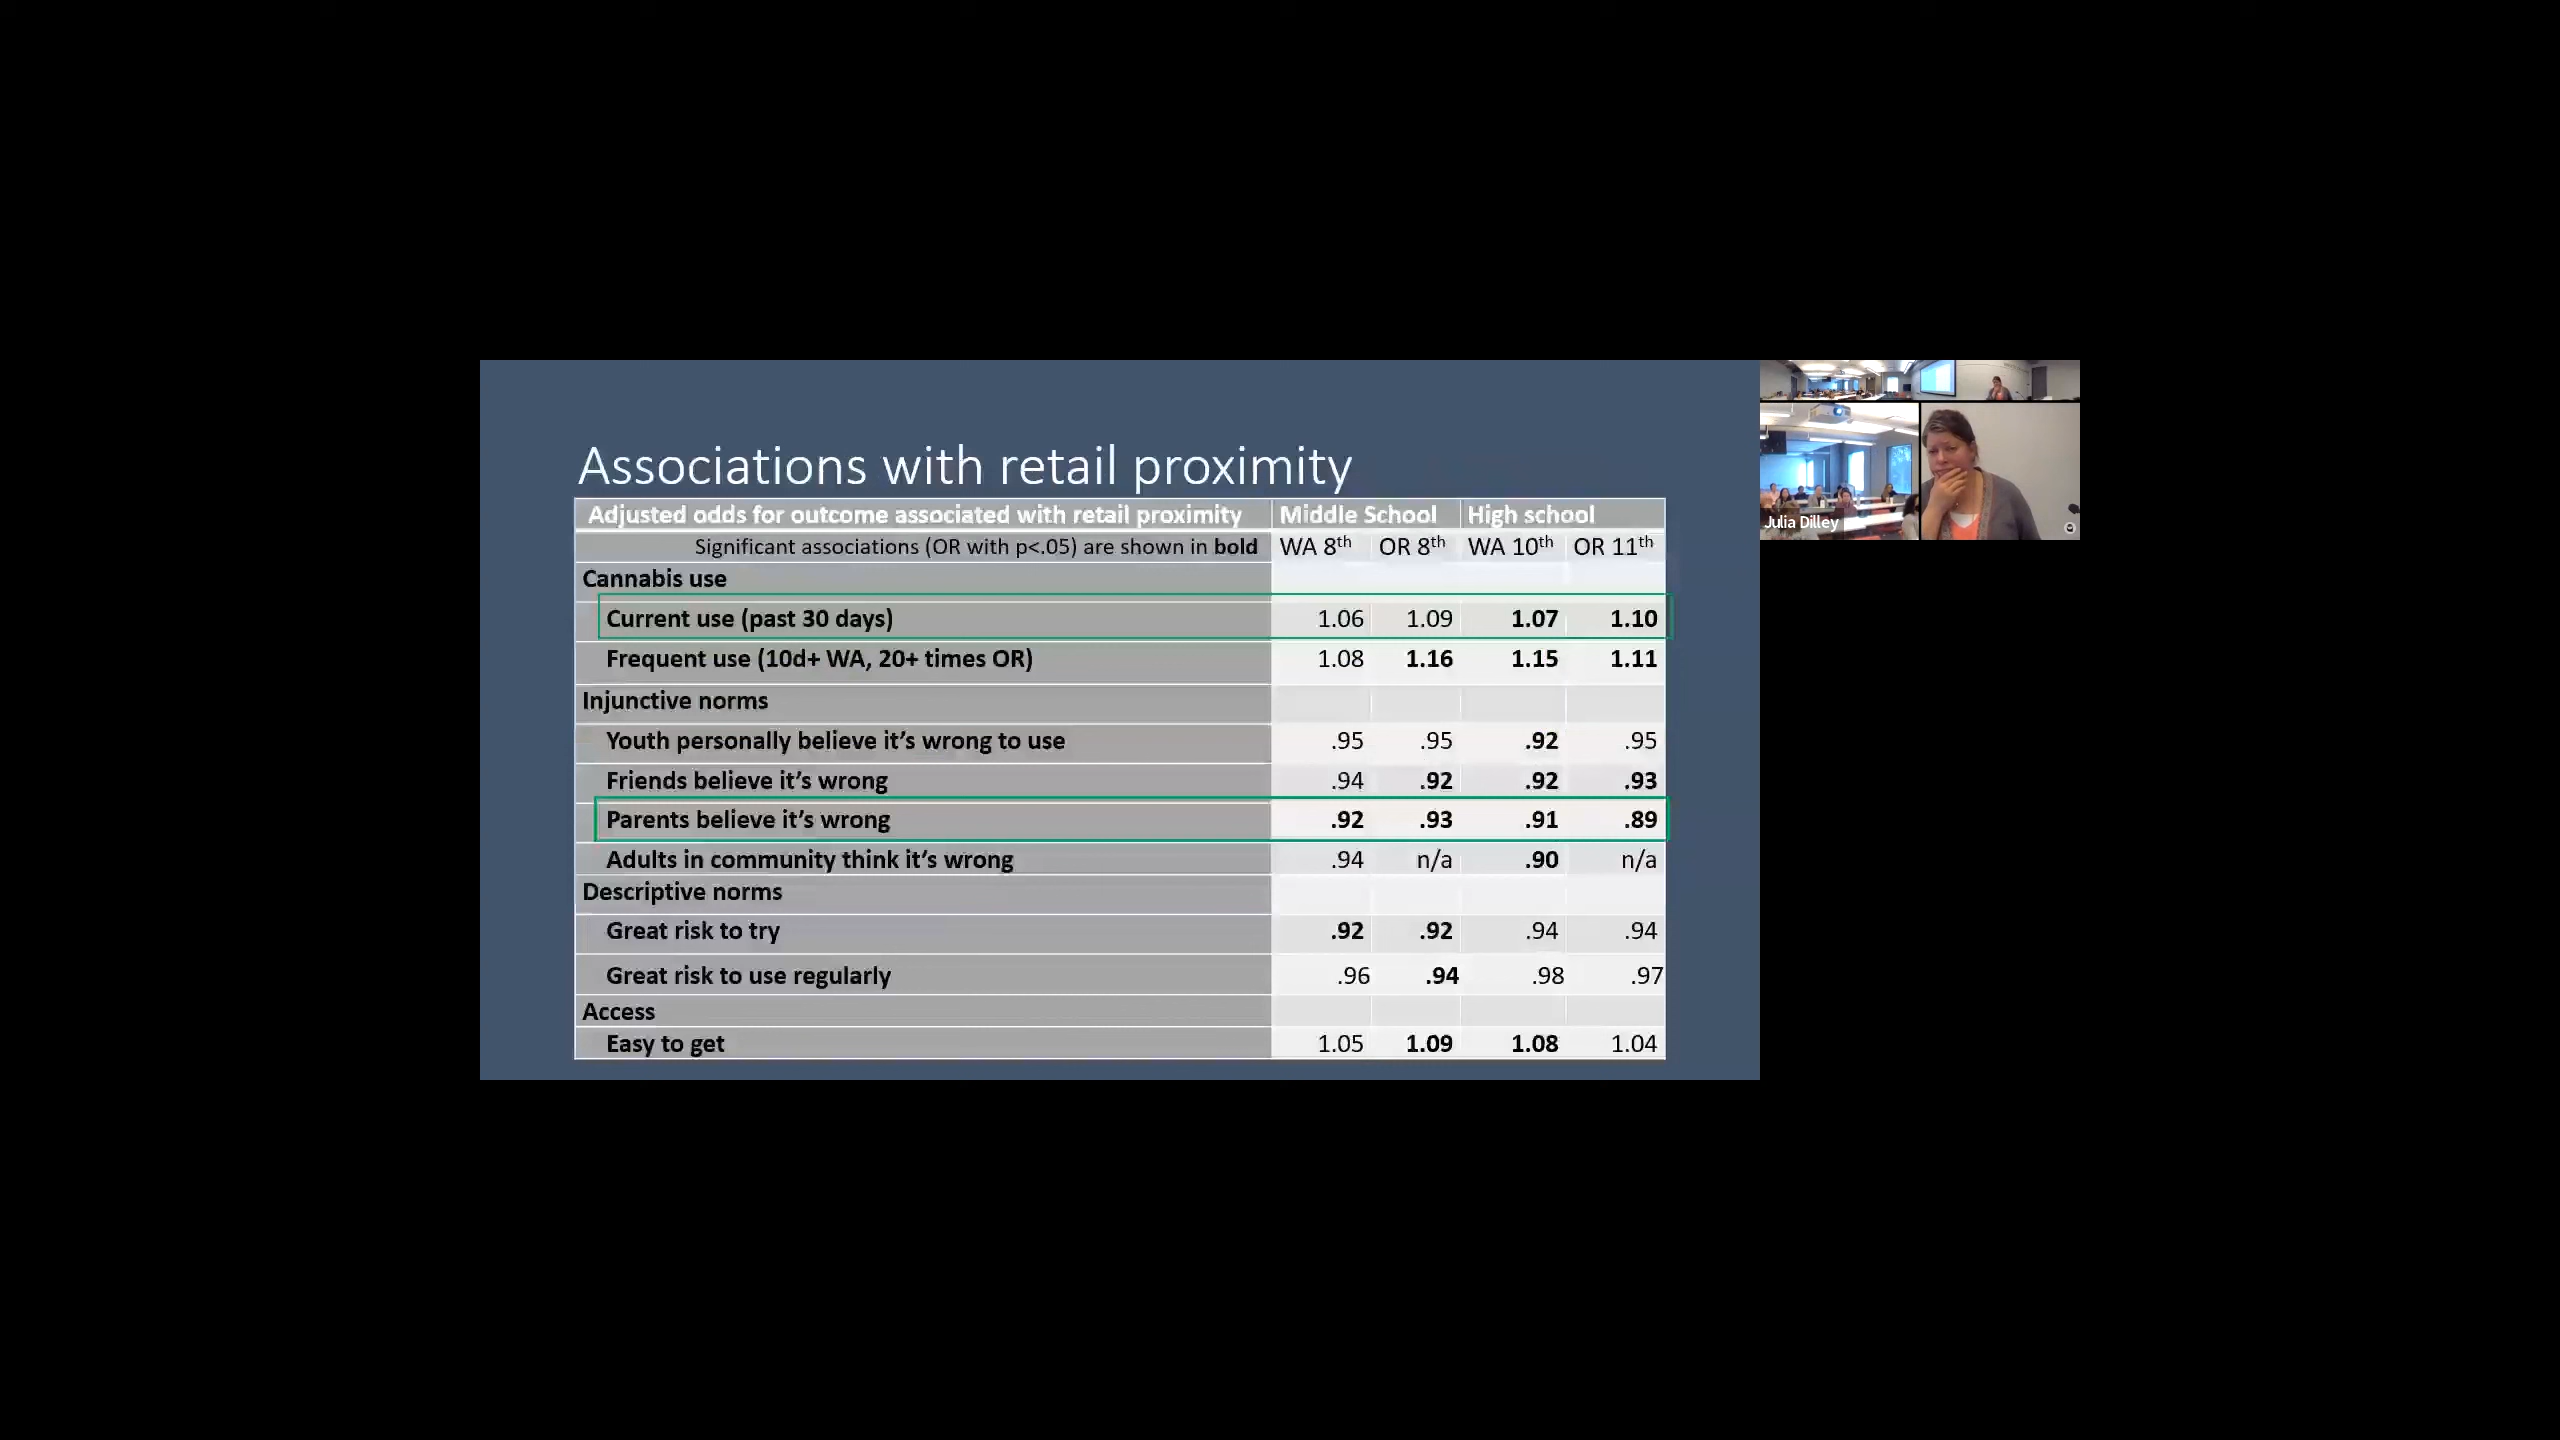 Associations with retail proximity
Adjusted odds for outcome associated with retail proximity Middle School High school
Significant associations (OR with p<.05) are shown in bold WA 8th OR 8th WA 10th OR 11th
Cannabis use
Current use (past 30 days) 1.06 1.09 1.07 1.10
Frequent use (10d+ WA, 20+ times OR) 1.08 1.16 1.15 1.11
Injunctive norms
Youth personally believe it’s wrong to use .95 .95 .92 .95
Friends believe it’s wrong .94 .92 .92 .93
Parents believe it’s wrong .92 .93 .91 .89
Adults in community think it’s wrong .94 n/a .90 n/a
Descriptive norms
Great risk to try .92 .92 .94 .94
Great risk to use regularly .96 .94 .98 .97
Access
Easy to get 1.05 1.09 1.08 1.04
Julia Dilley